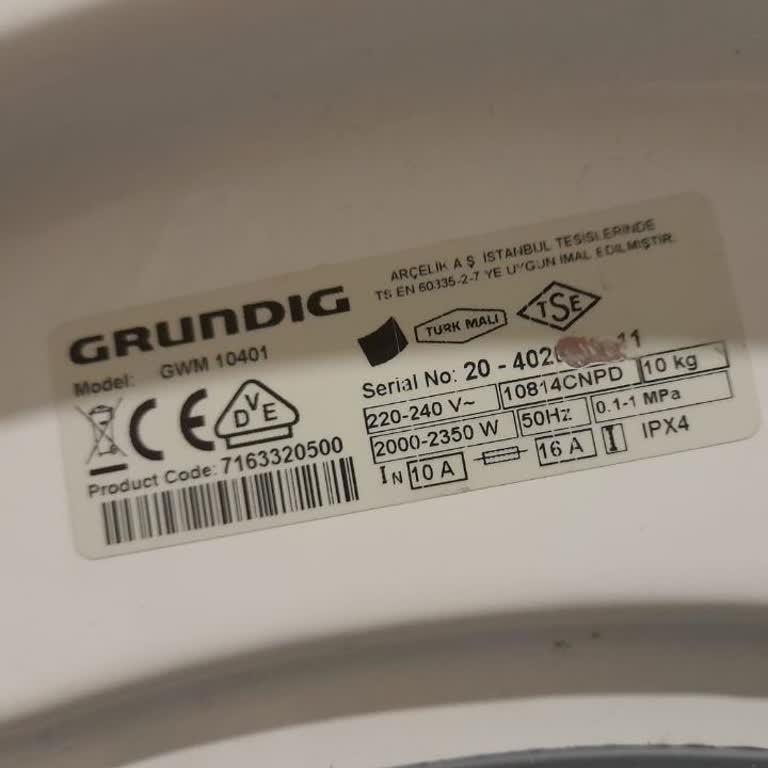 GRUNDIG
Model: GWM 10401
CE
DVE
Product Code: 7163320500
ARÇELİK A Ş İSTANBUL TESİSLERİNDE
TS EN 60335-2-7 YE UYGUN İMAL EDİLMİŞTİR.
TÜRK MALI
TSE
Serial No: 20 - 402 11
220-240 V~ 10814CNPD 10 kg
2000-2350 W 50Hz 0.1-1 MPa
IN 10 A 16 A IPX4